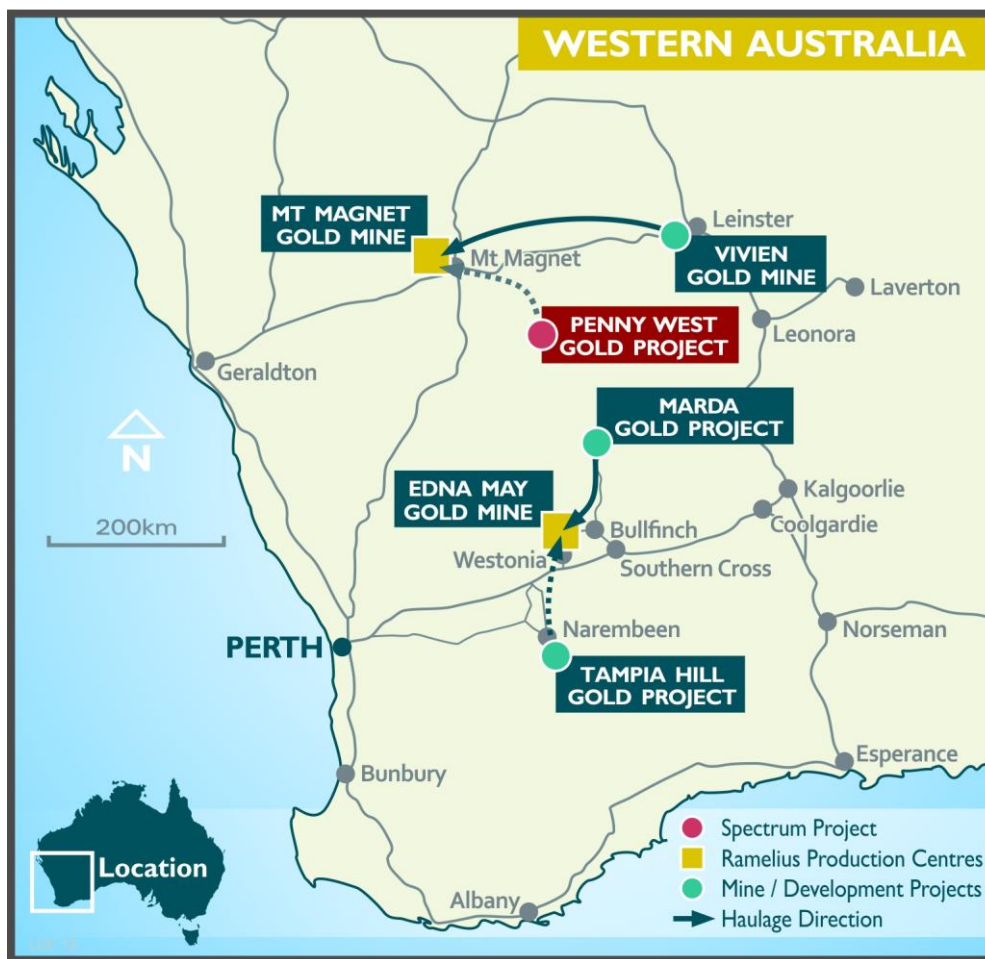 WESTERN AUSTRALIA
MT MAGNET
GOLD MINE
Leinster
Mt Magnet
VIVIEN
GOLD MINE
Laverton
PENNY WEST
GOLD PROJECT
Leonora
Geraldton
MARDA
GOLD PROJECT
N
EDNA MAY
GOLD MINE
Kalgoorlie
200km
Bullfinch
Coolgardie
Westonia
Southern Cross
Narembeen
Norseman
PERTH
TAMPIA HILL
GOLD PROJECT
Esperance
Bunbury
Location
Spectrum Project
Ramelius Production Centres
Mine / Development Projects
Albany
Haulage Direction